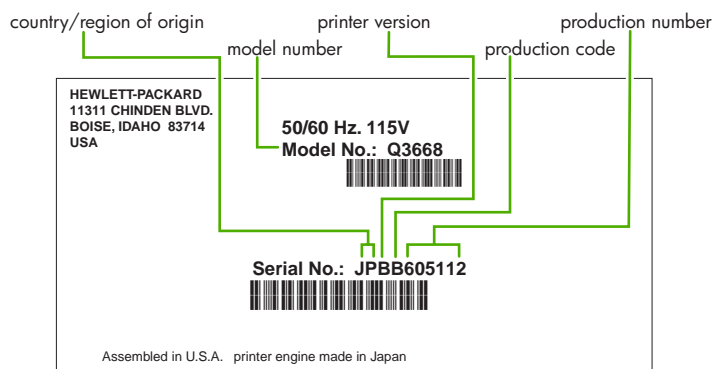 country/region of origin
printer version
production number
model number
production code
HEWLETT-PACKARD
11311 CHINDEN BLVD.
BOISE, IDAHO 83714
USA
50/60 Hz. 115V
Model No.: Q3668
Serial No.: JPBB605112
Assembled in U.S.A. printer engine made in Japan